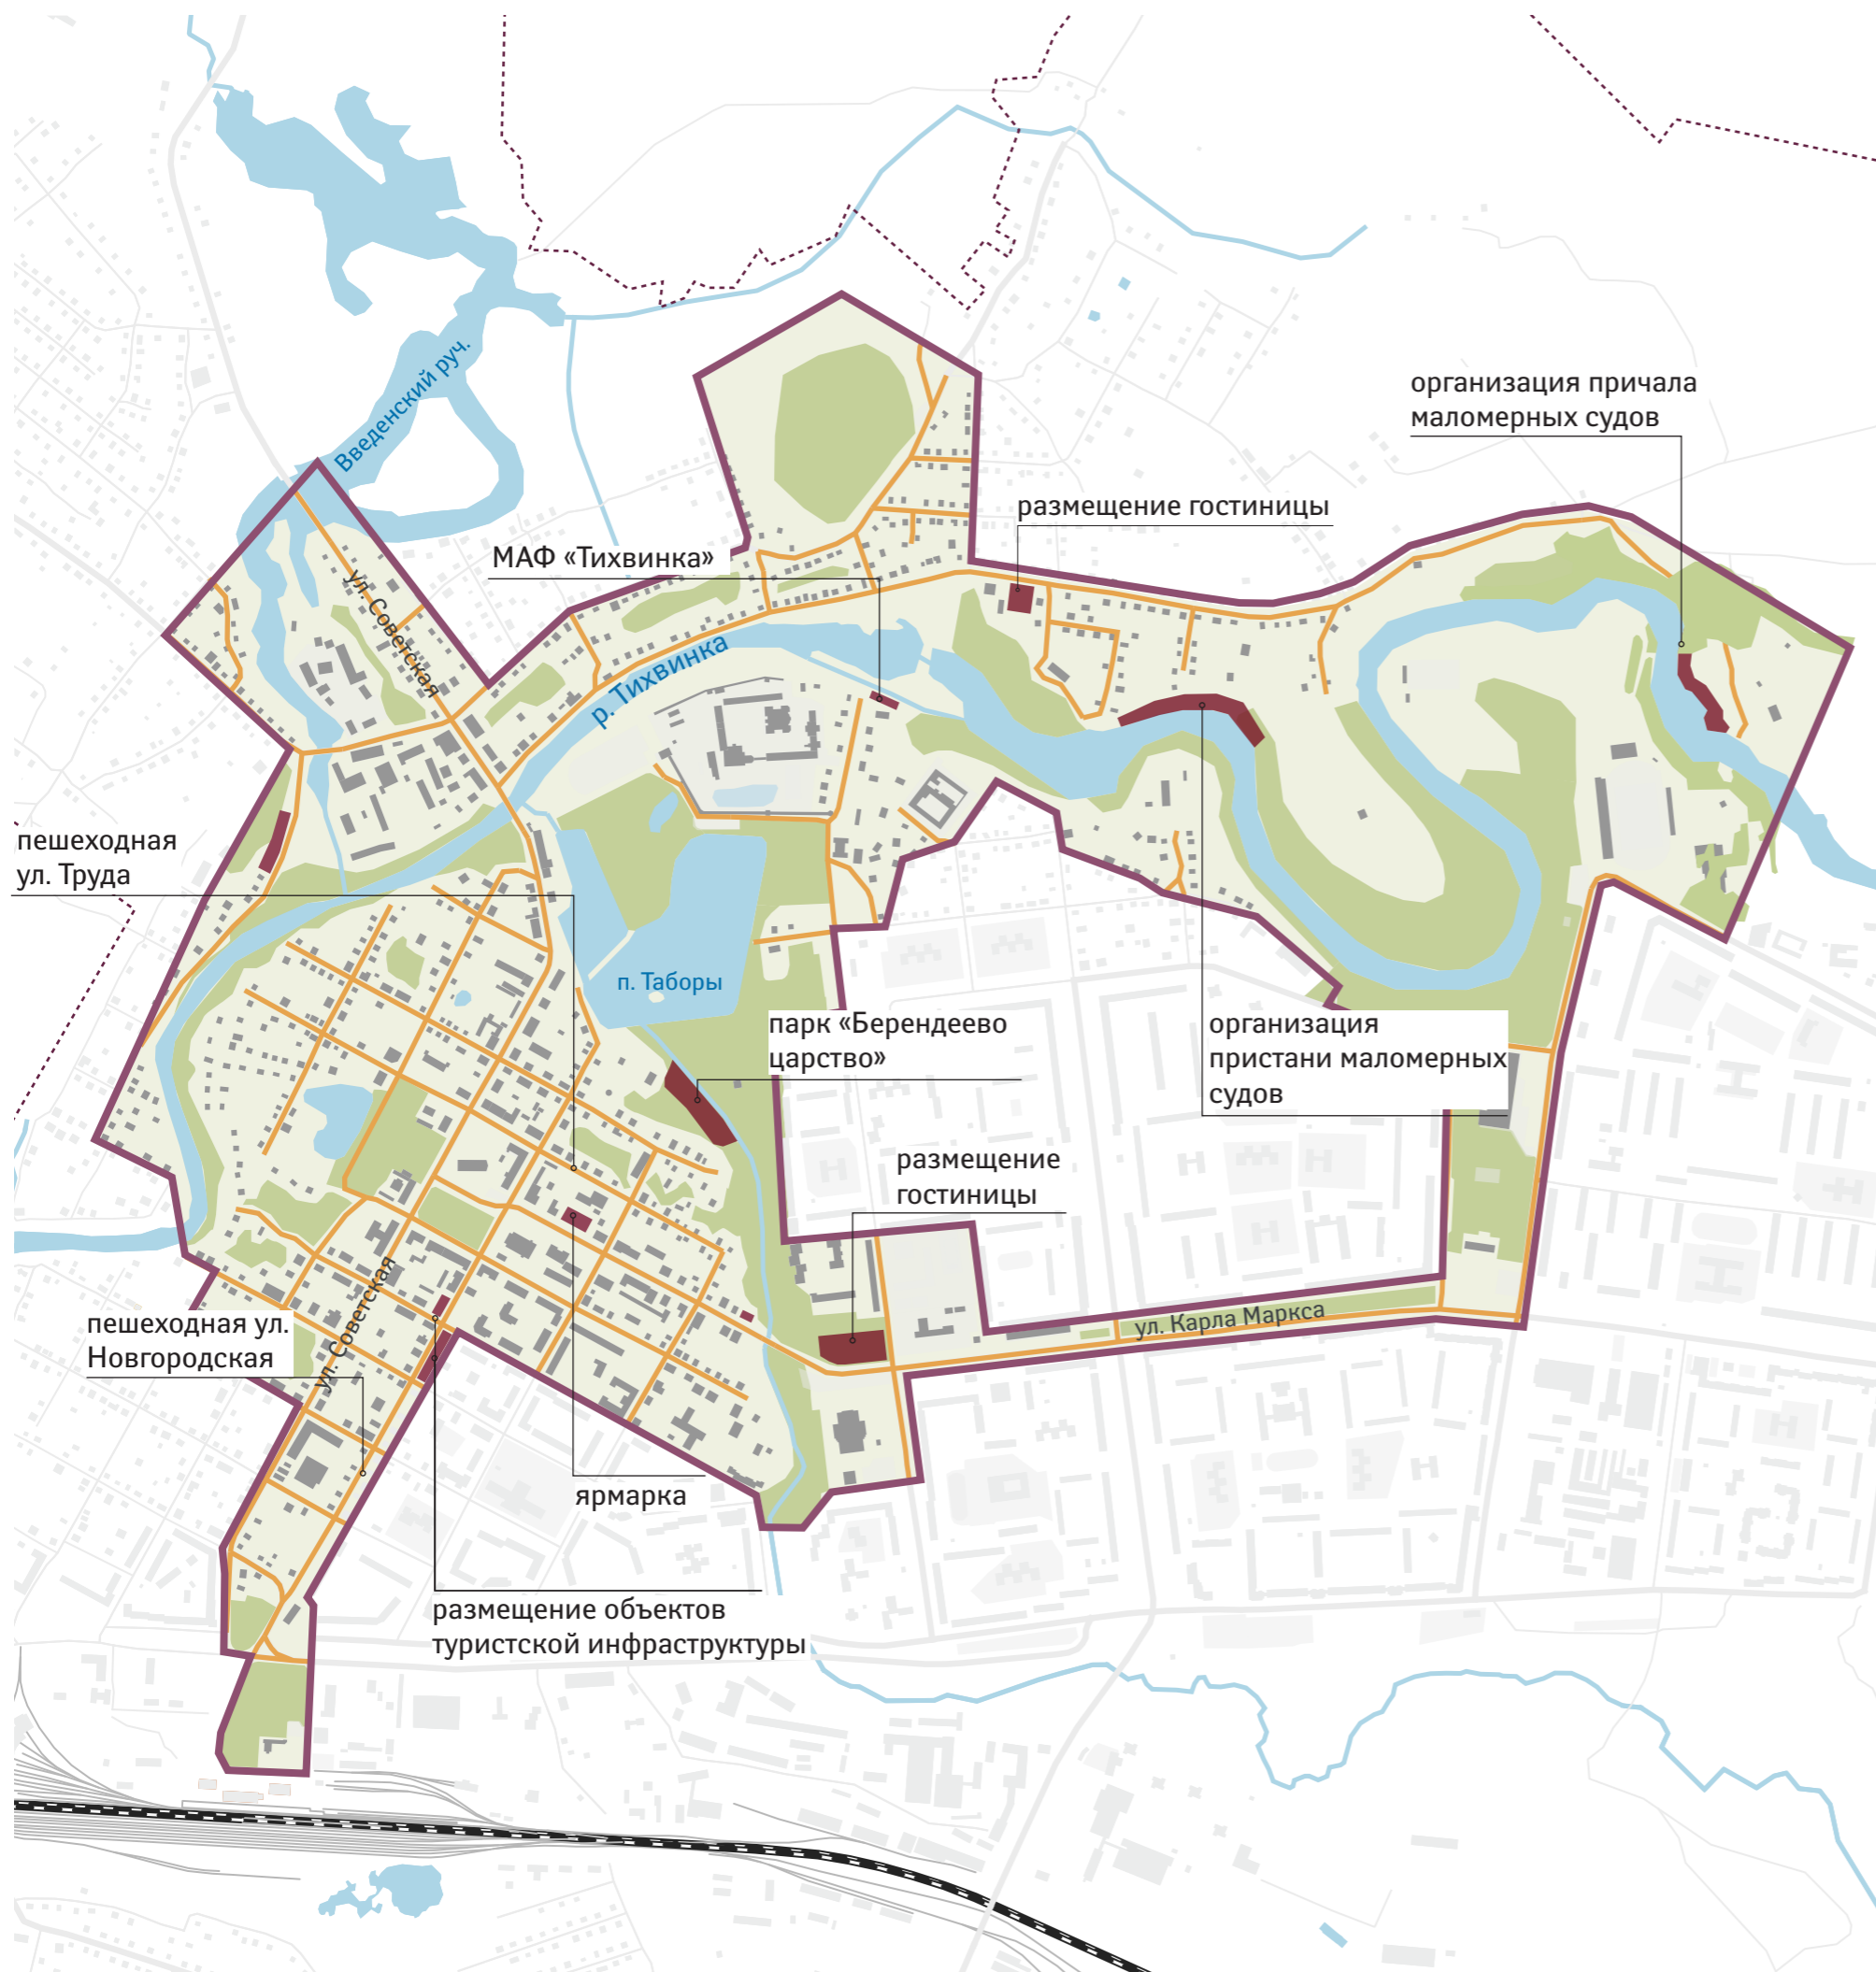 Введенский руч.
организация причала
маломерных судов
размещение гостиницы
МАФ «Тихвинка»
ул. Советская
р. Тихвинка
пешеходная
ул. Труда
п. Таборы
парк «Берендеево
царство»
организация
пристани маломерных
судов
размещение
гостиницы
ул. Советская
пешеходная ул.
Новгородская
ул. Карла Маркса
ярмарка
размещение объектов
туристской инфраструктуры